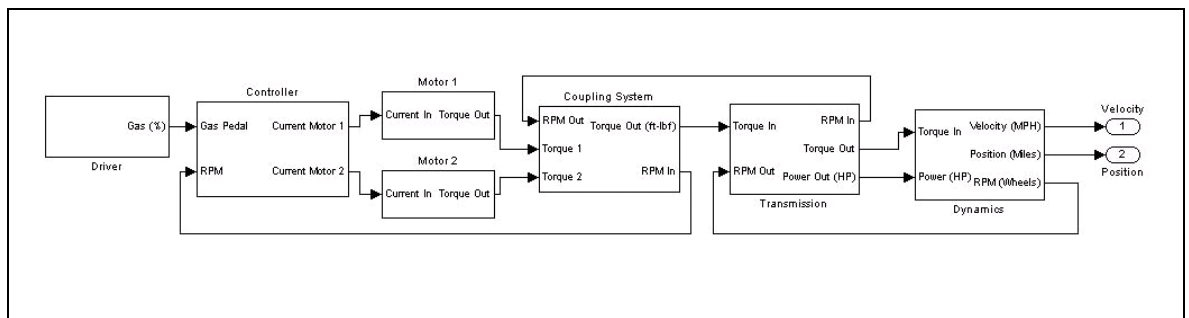 Gas (%)
Driver
Controller
Gas Pedal
Current Motor 1
RPM
Current Motor 2
Motor 1
Current In
Torque Out
Motor 2
Current In
Torque Out
Coupling System
RPM Out
Torque Out (ft-lbf)
Torque 1
Torque 2
RPM In
Torque In
RPM In
Torque Out
RPM Out
Power Out (HP)
Transmission
Torque In
Velocity (MPH)
Position (Miles)
Power (HP)
RPM (Wheels)
Dynamics
Velocity
1
2
Position